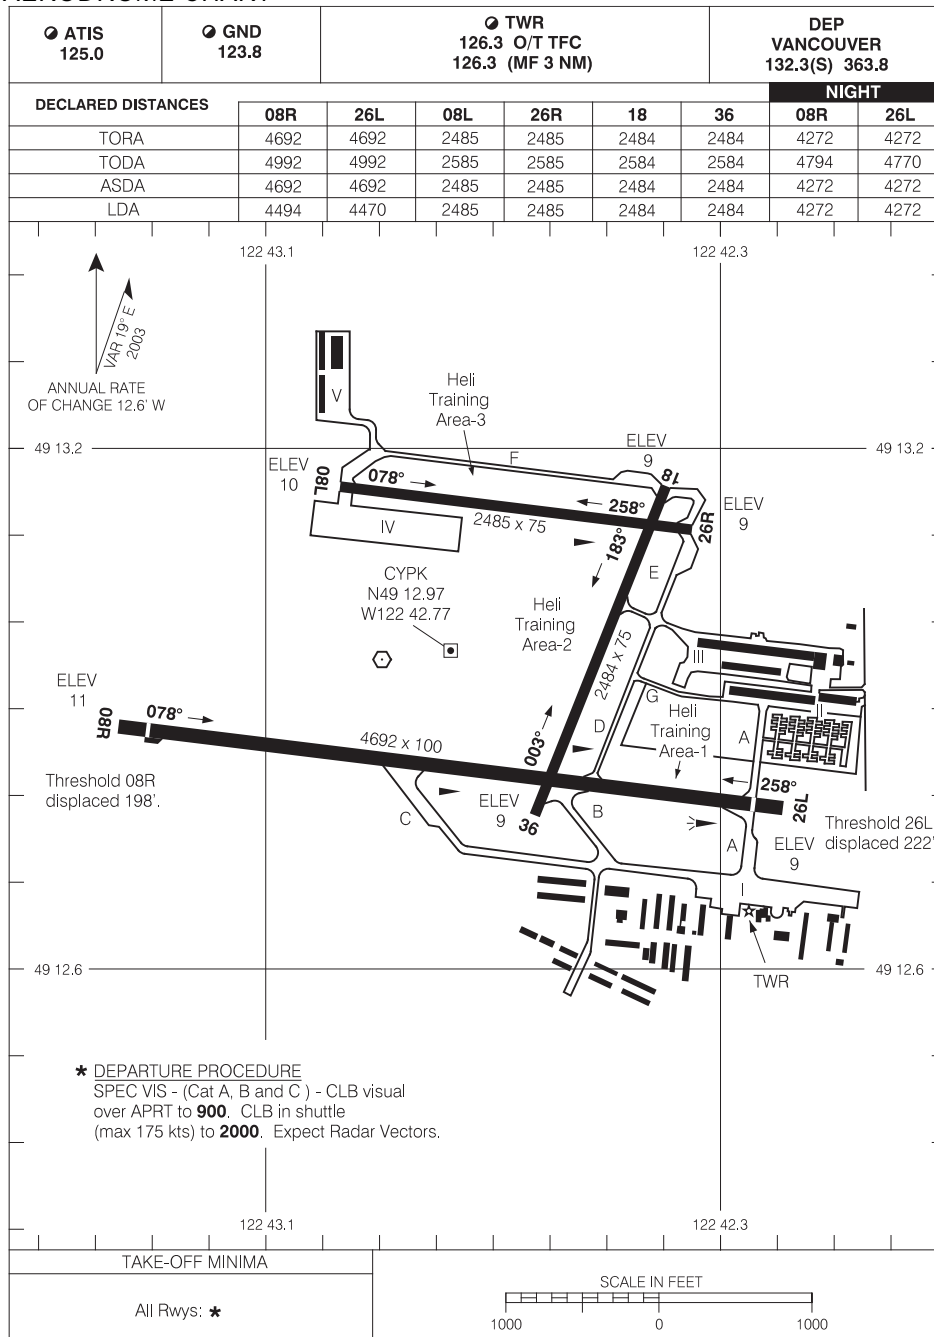 ATIS
125.0
GND
123.8
TWR
126.3 O/T TFC
126.3 (MF 3 NM)
DEP
VANCOUVER
132.3(S) 363.8
DECLARED DISTANCES
NIGHT
08R 26L 08L 26R 18 36 08R 26L
TORA 4692 4692 2485 2485 2484 2484 4272 4272
TODA 4992 4992 2585 2585 2584 2584 4794 4770
ASDA 4692 4692 2485 2485 2484 2484 4272 4272
LDA 4494 4470 2485 2485 2484 2484 4272 4272
122 43.1
122 42.3
VAR 19° E
2003
ANNUAL RATE
OF CHANGE 12.6' W
V
Heli
Training
Area-3
49 13.2
49 13.2
F
ELEV
9
18
ELEV
10
08L
078°
258°
26R
ELEV
9
2485 x 75
IV
183°
CYPK
N49 12.97
W122 42.77
E
Heli
Training
Area-2
2484 x 75
III
II
G
Heli
Training
Area-1
D
A
ELEV
11
08R
078°
4692 x 100
003°
258°
26L
Threshold 08R
displaced 198'.
C
ELEV
9
36
B
A
Threshold 26L
displaced 222'
ELEV
9
I
TWR
49 12.6
49 12.6
* DEPARTURE PROCEDURE
SPEC VIS - (Cat A, B and C ) - CLB visual
over APRT to 900. CLB in shuttle
(max 175 kts) to 2000. Expect Radar Vectors.
122 43.1
122 42.3
TAKE-OFF MINIMA
All Rwys: *
SCALE IN FEET
1000 0 1000